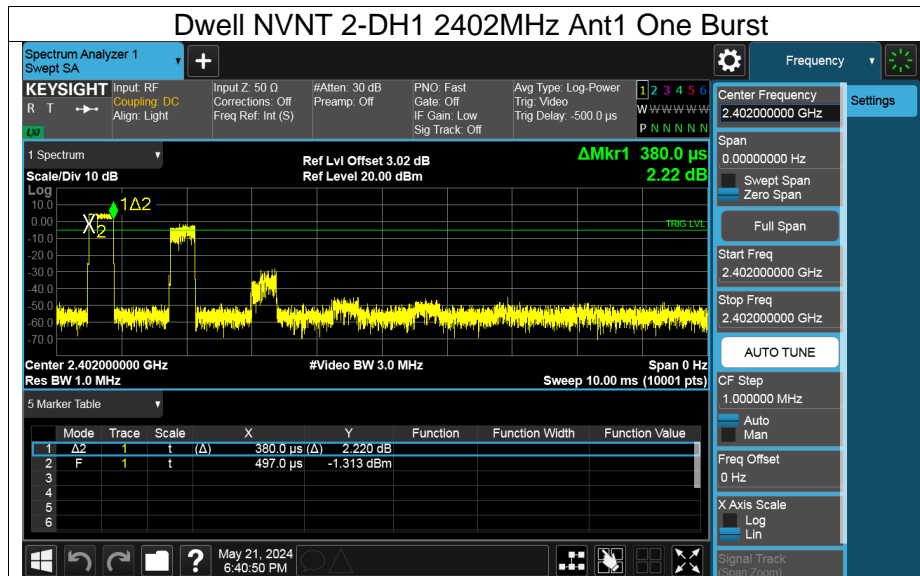 Dwell NVNT 2-DH1 2402MHz Ant1 One Burst
Spectrum Analyzer 1
Swept SA
+
Frequency
KEYSIGHT
R T
LXI
Input: RF
Coupling: DC
Align: Light
Input Z: 50 Ω
Corrections: Off
Freq Ref: Int (S)
#Atten: 30 dB
Preamp: Off
PNO: Fast
Gate: Off
IF Gain: Low
Sig Track: Off
Avg Type: Log-Power
Trig: Video
Trig Delay: -500.0 µs
1 2 3 4 5 6
W W W W W W
P N N N N N
1 Spectrum
Scale/Div 10 dB
Log
Ref Lvl Offset 3.02 dB
Ref Level 20.00 dBm
ΔMkr1 380.0 µs
2.22 dB
10.0
0.00
-10.0
-20.0
-30.0
-40.0
-50.0
-60.0
-70.0
1Δ2
X2
TRIG LVL
Center 2.402000000 GHz
Res BW 1.0 MHz
#Video BW 3.0 MHz
Span 0 Hz
Sweep 10.00 ms (10001 pts)
5 Marker Table
Mode Trace Scale X Y Function Function Width Function Value
1 Δ2 1 t (Δ) 380.0 µs (Δ) 2.220 dB
2 F 1 t 497.0 µs -1.313 dBm
3
4
5
6
?
May 21, 2024
6:40:50 PM
Center Frequency
2.402000000 GHz
Span
0.00000000 Hz
Swept Span
Zero Span
Full Span
Start Freq
2.402000000 GHz
Stop Freq
2.402000000 GHz
AUTO TUNE
CF Step
1.000000 MHz
Auto
Man
Freq Offset
0 Hz
X Axis Scale
Log
Lin
Signal Track
(Span Zoom)
Settings